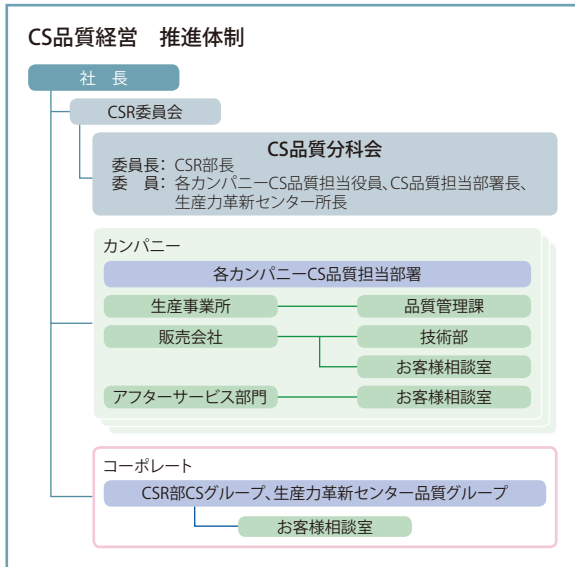 CS品質経営　推進体制
社　長
CSR委員会
CS品質分科会
委員長：CSR部長
委　員：各カンパニーCS品質担当役員、CS品質担当部署長、
生産力革新センター所長
カンパニー
各カンパニーCS品質担当部署
生産事業所　品質管理課
販売会社　技術部
お客様相談室
アフターサービス部門　お客様相談室
コーポレート
CSR部CSグループ、生産力革新センター品質グループ
お客様相談室